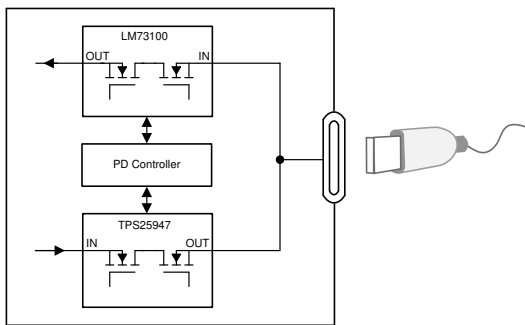 LM73100
OUT IN
PD Controller
TPS25947
IN OUT